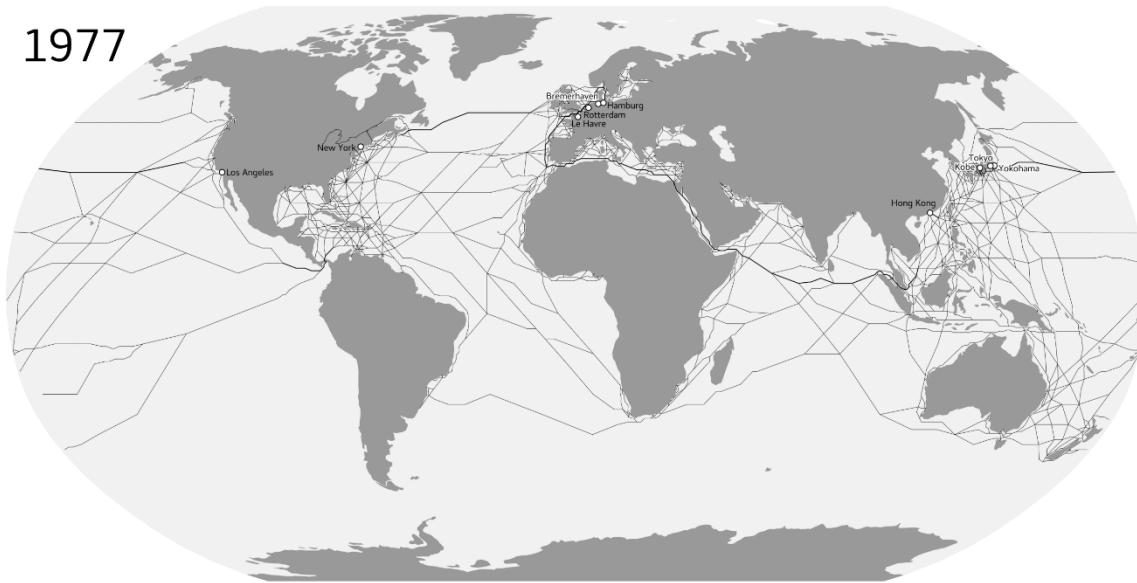 1977
Bremerhaven
Hamburg
Rotterdam
Le Havre
New York
Los Angeles
Tokyo
Kobe
Yokohama
Hong Kong